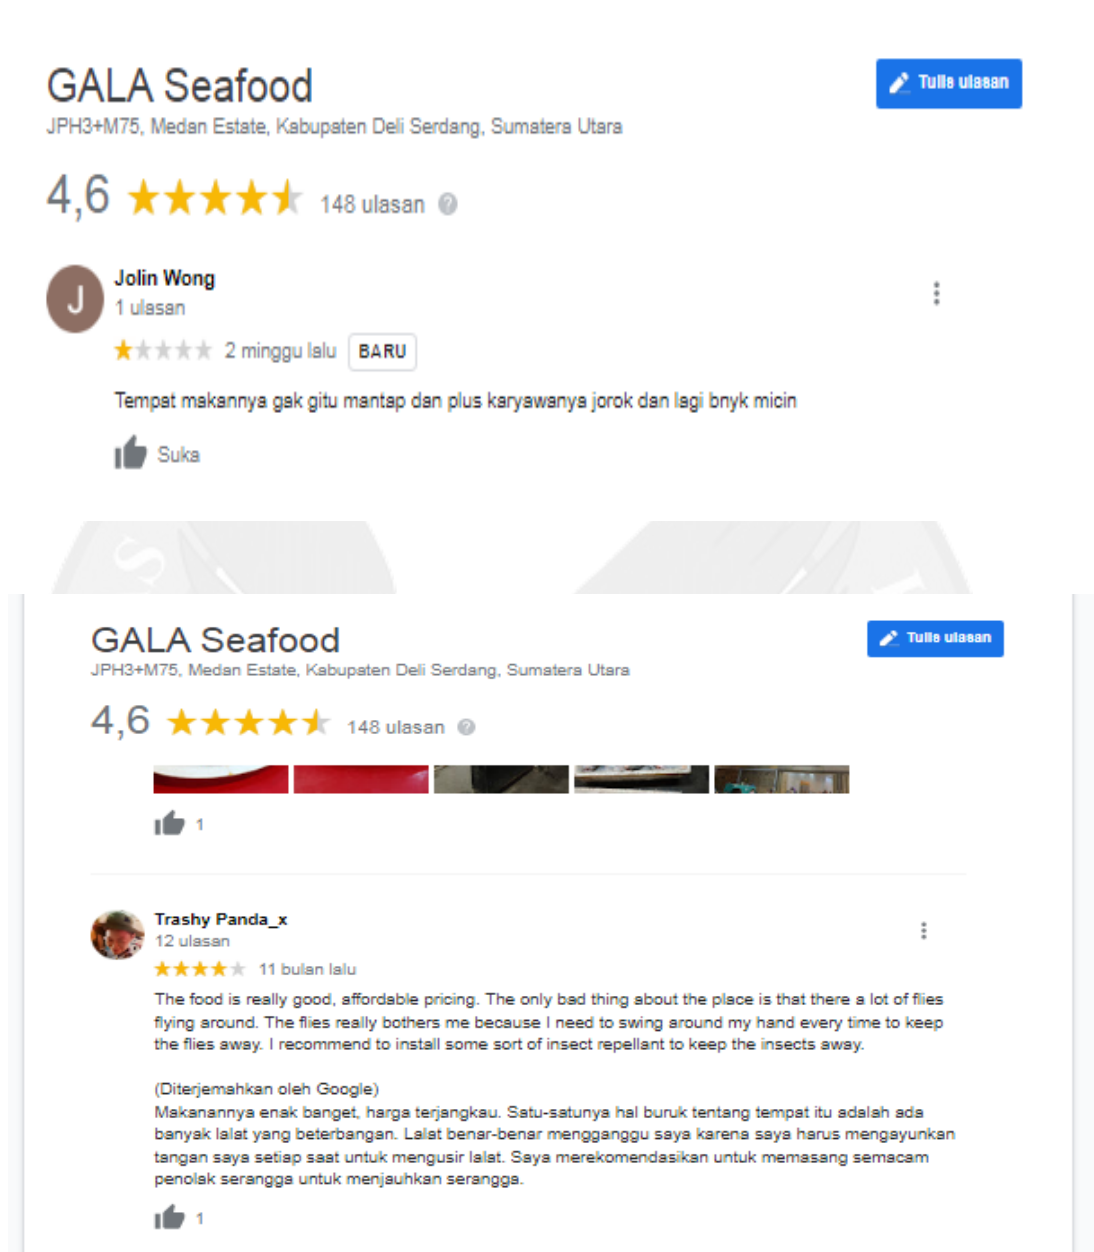 GALA Seafood
Tulis ulasan
JPH3+M75, Medan Estate, Kabupaten Deli Serdang, Sumatera Utara
4,6 148 ulasan
J
Jolin Wong
1 ulasan
2 minggu lalu BARU
Tempat makannya gak gitu mantap dan plus karyawanya jorok dan lagi bnyk micin
Suka
S
I
GALA Seafood
Tulis ulasan
JPH3+M75, Medan Estate, Kabupaten Deli Serdang, Sumatera Utara
4,6 148 ulasan
1
Trashy Panda_x
12 ulasan
11 bulan lalu
The food is really good, affordable pricing. The only bad thing about the place is that there a lot of flies
flying around. The flies really bothers me because I need to swing around my hand every time to keep
the flies away. I recommend to install some sort of insect repellant to keep the insects away.
(Diterjemahkan oleh Google)
Makanannya enak banget, harga terjangkau. Satu-satunya hal buruk tentang tempat itu adalah ada
banyak lalat yang beterbangan. Lalat benar-benar mengganggu saya karena saya harus mengayunkan
tangan saya setiap saat untuk mengusir lalat. Saya merekomendasikan untuk memasang semacam
penolak serangga untuk menjauhkan serangga.
1